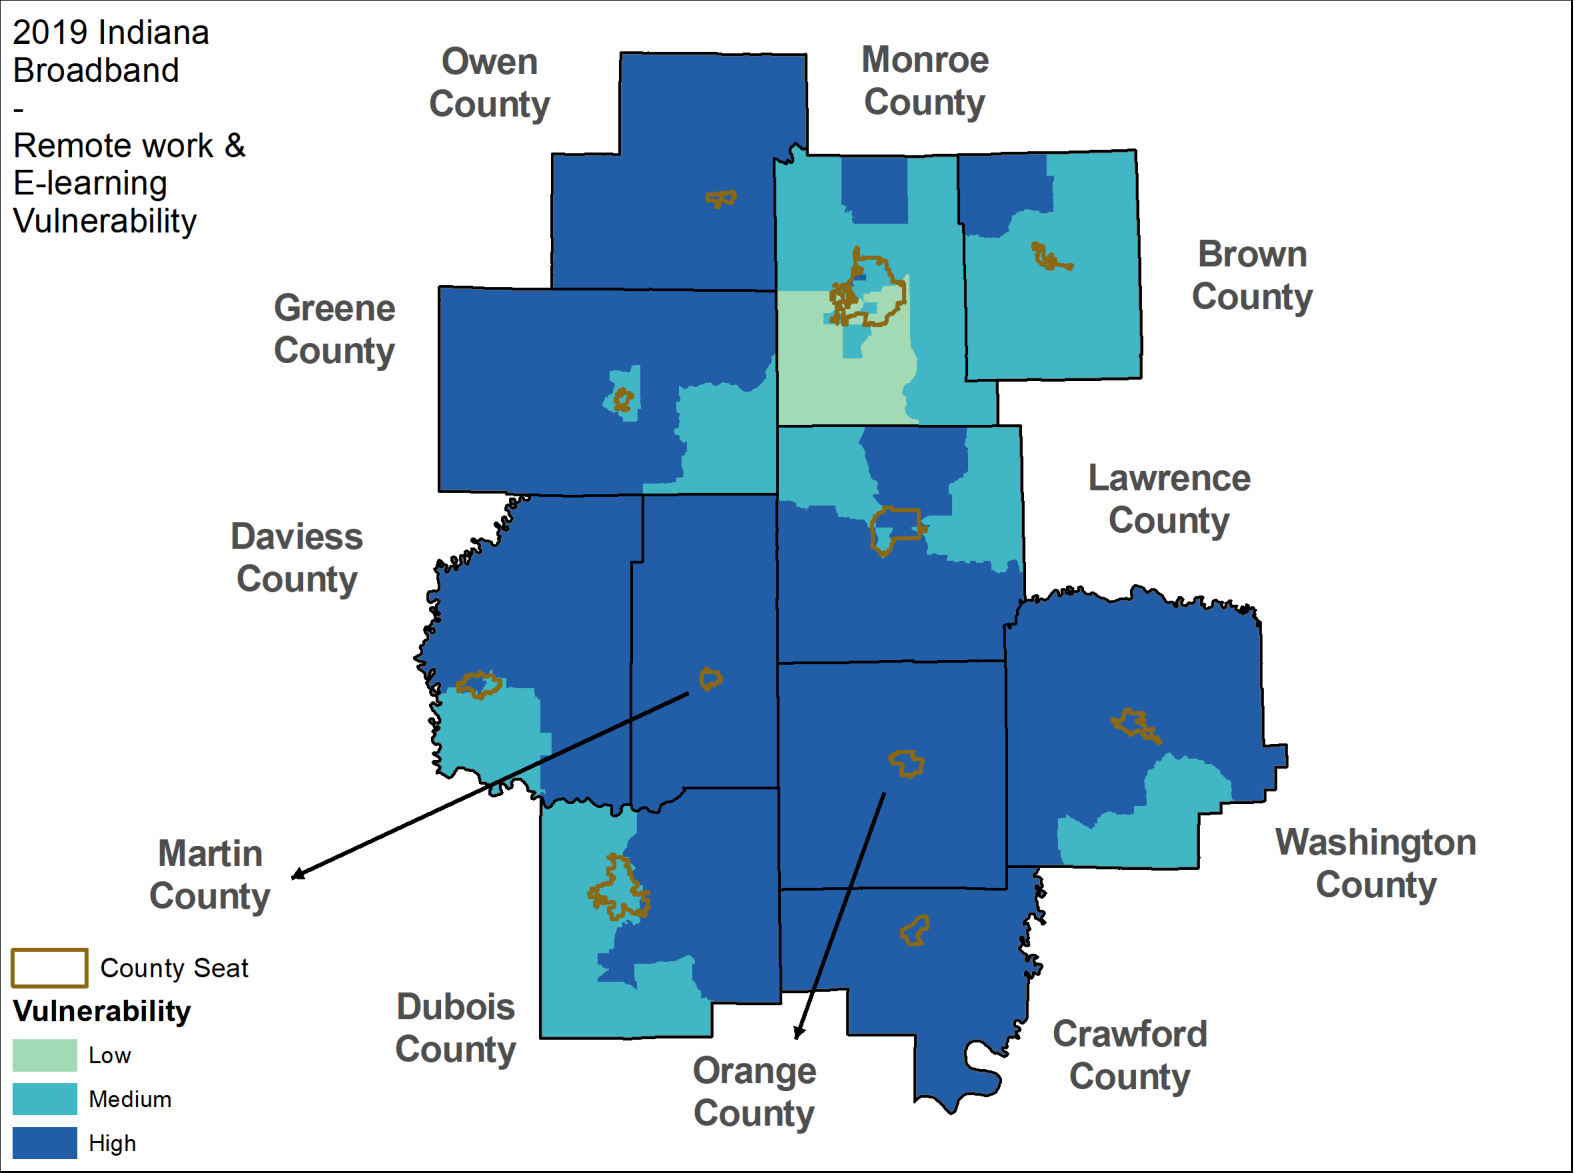 2019 Indiana
Broadband
-
Remote work &
E-learning
Vulnerability
Owen
County
Monroe
County
Brown
County
Greene
County
Lawrence
County
Daviess
County
Martin
County
Washington
County
Dubois
County
Orange
County
Crawford
County
County Seat
Vulnerability
Low
Medium
High